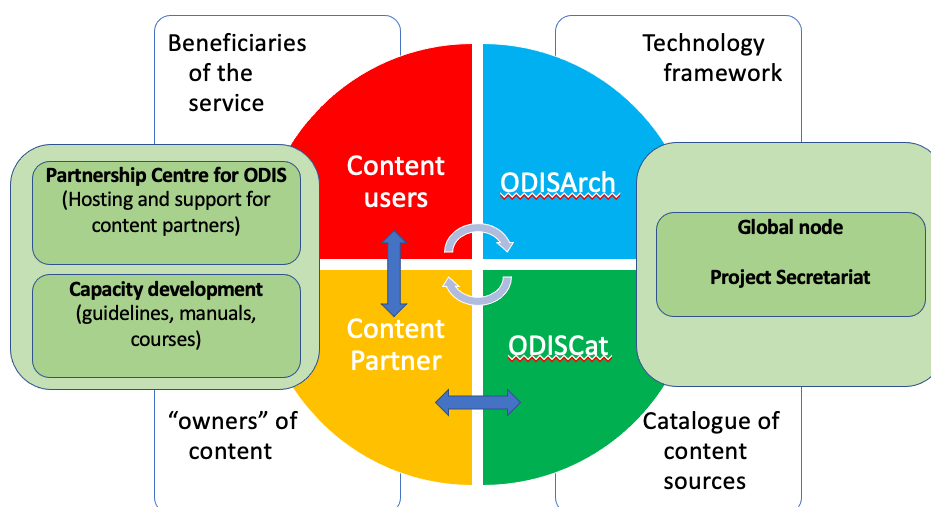 Beneficiaries
of the
service
Technology
framework
Content
users
ODISArch
Partnership Centre for ODIS
(Hosting and support for
content partners)
Capacity development
(guidelines, manuals,
courses)
Global node
Project Secretariat
Content
Partner
ODISCat
“owners” of
content
Catalogue of
content
sources